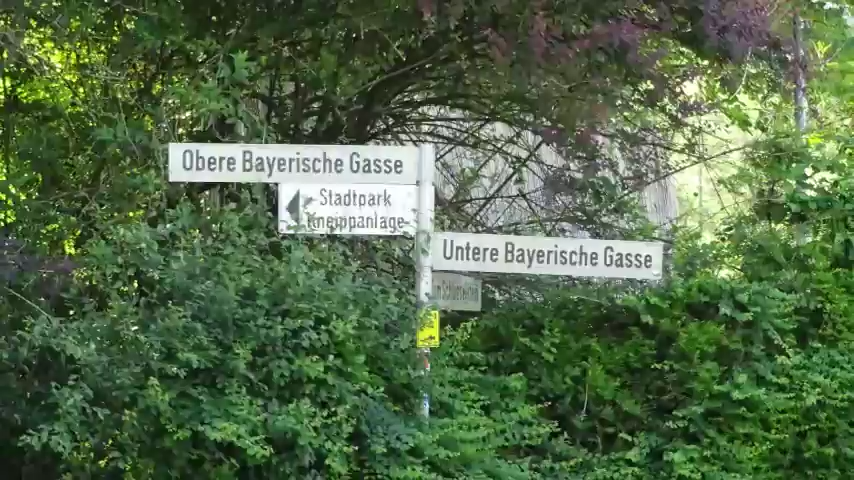 Obere Bayerische Gasse
Stadtpark
Kneippanlage
Untere Bayerische Gasse